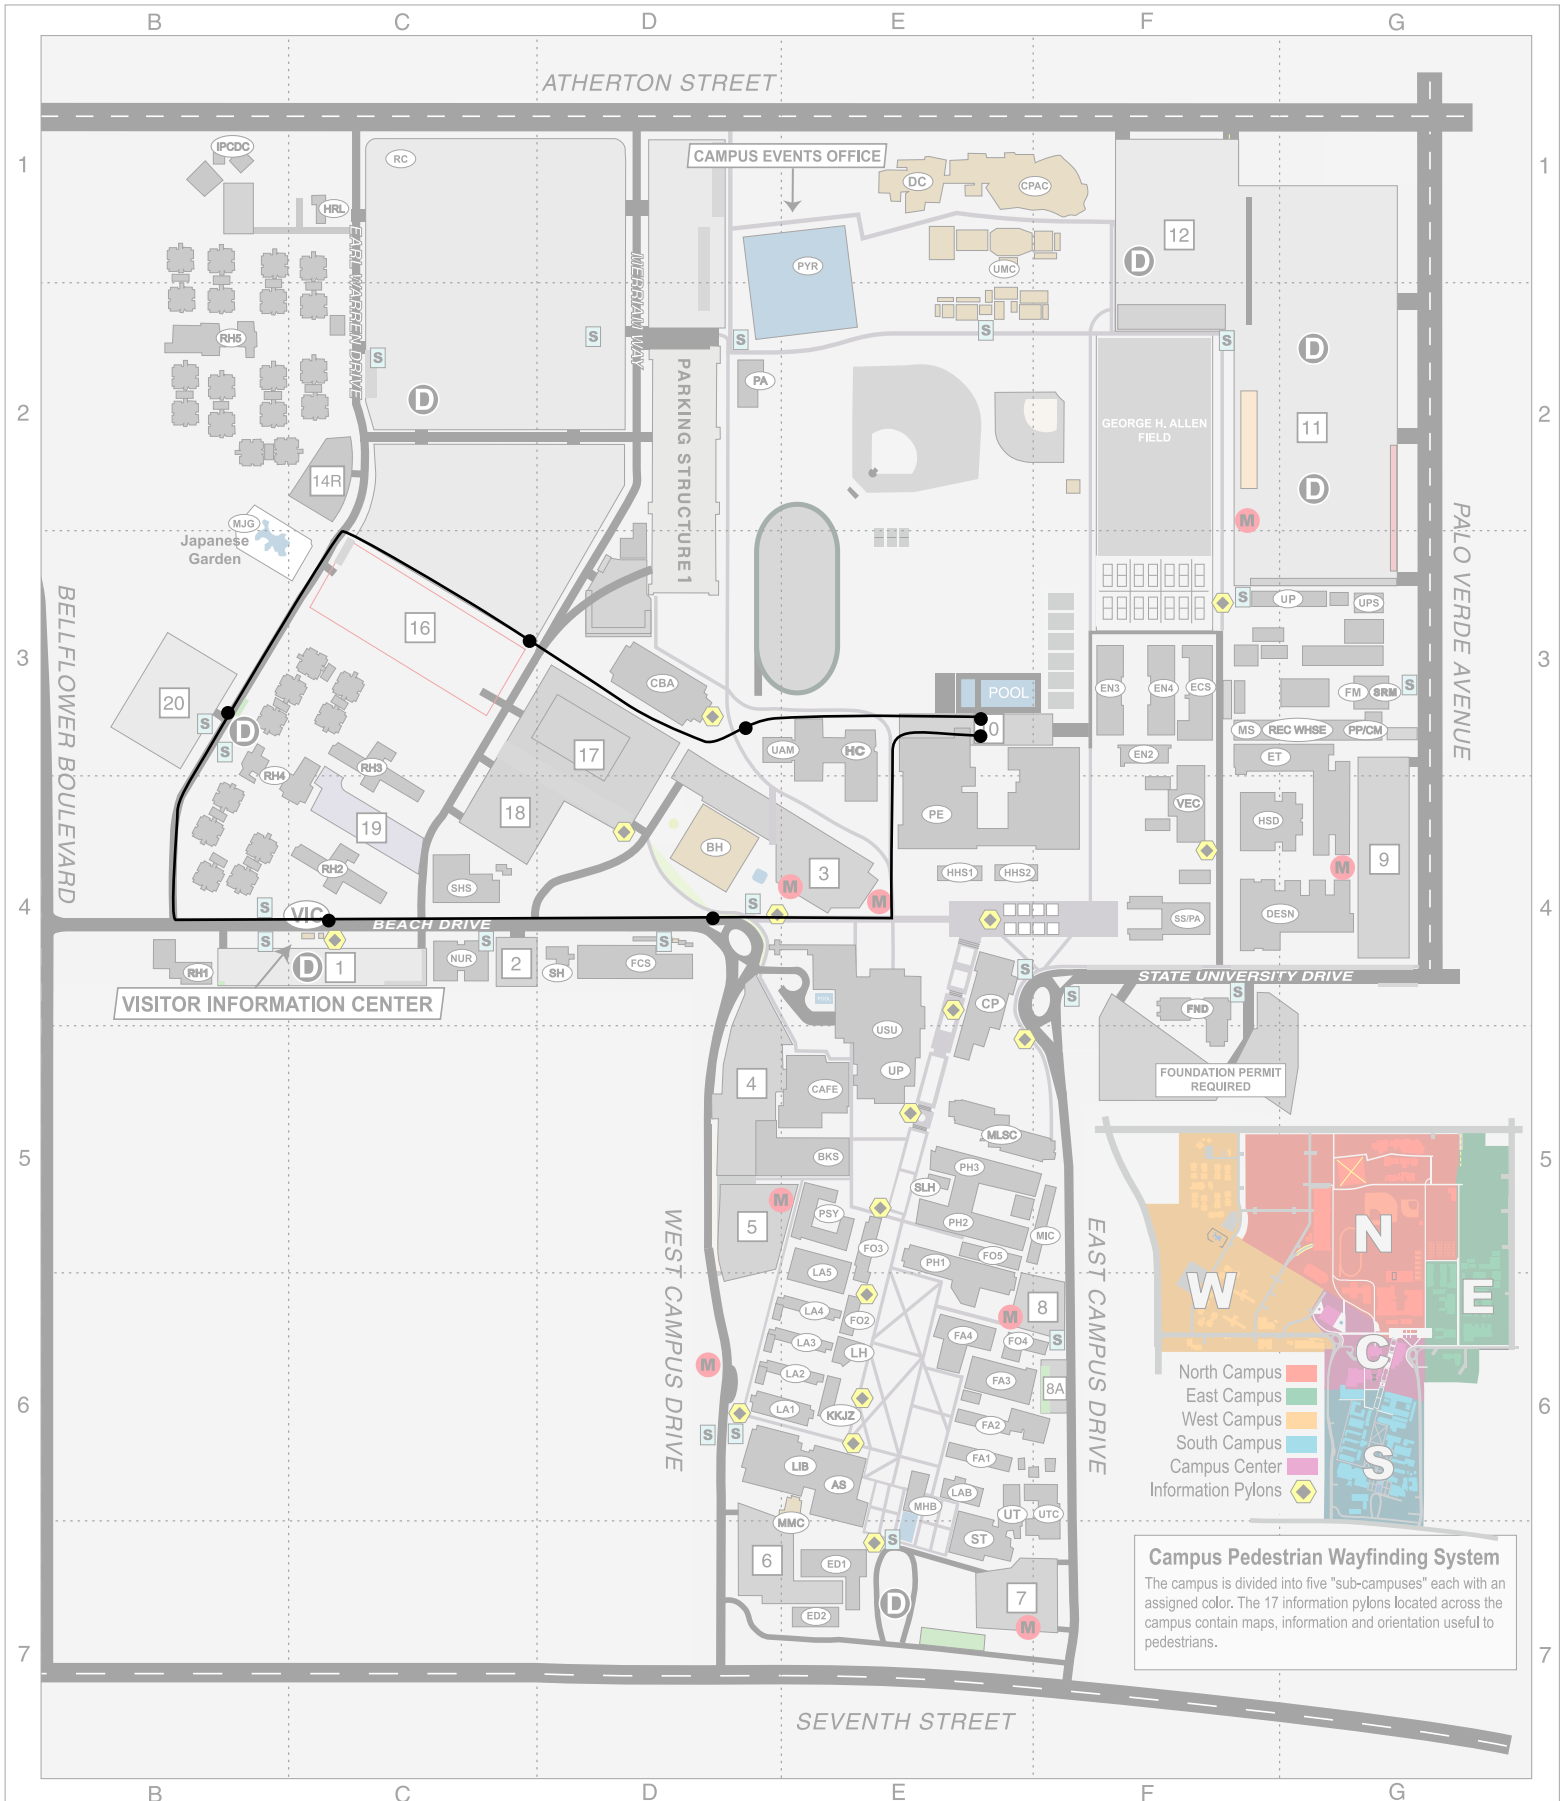 B C D E F G
ATHERTON STREET
1
IPCDC
RC
CAMPUS EVENTS OFFICE
DC
CPAC
1
HRL
EARL WARREN DRIVE
MERRIAM WAY
12
D
PYR
UMC
RH5
S
S
S
S
S
D
PARKING STRUCTURE 1
PA
D
2
GEORGE H. ALLEN
FIELD
11
2
14R
D
MJG
Japanese
Garden
M
PALO VERDE AVENUE
BELLFLOWER BOULEVARD
16
S
UP
UPS
3
CBA
EN3
EN4
ECS
3
20
S
D
S
POOL
0
FM
SRM
S
MS
REC WHSE
PP/CM
17
UAM
HC
EN2
ET
RH4
RH3
18
PE
VEC
HSD
19
BH
3
9
RH2
SHS
M
HHS1
HHS2
M
4
S
VIC
BEACH DRIVE
S
M
SS/PA
DESN
4
RH1
S
D
1
NUR
S
2
SH
FCS
S
STATE UNIVERSITY DRIVE
VISITOR INFORMATION CENTER
CP
S
S
FND
S
USU
UP
FOUNDATION PERMIT
REQUIRED
4
CAFE
MLSC
5
BKS
PH3
SLH
5
M
5
PSY
PH2
MIC
WEST CAMPUS DRIVE
EAST CAMPUS DRIVE
FO3
PH1
FO5
N
LA5
W
E
LA4
FO2
M
8
FA4
FO4
S
LA3
LH
C
M
LA2
FA3
8A
North Campus
East Campus
6
LA1
KKJZ
FA2
West Campus
6
S
S
South Campus
S
LIB
FA1
Campus Center
AS
LAB
Information Pylons
MMC
MHB
UT
UTC
S
ST
6
ED1
Campus Pedestrian Wayfinding System
The campus is divided into five "sub-campuses" each with an
assigned color. The 17 information pylons located across the
campus contain maps, information and orientation useful to
pedestrians.
D
7
ED2
M
7
7
SEVENTH STREET
B C D E F G